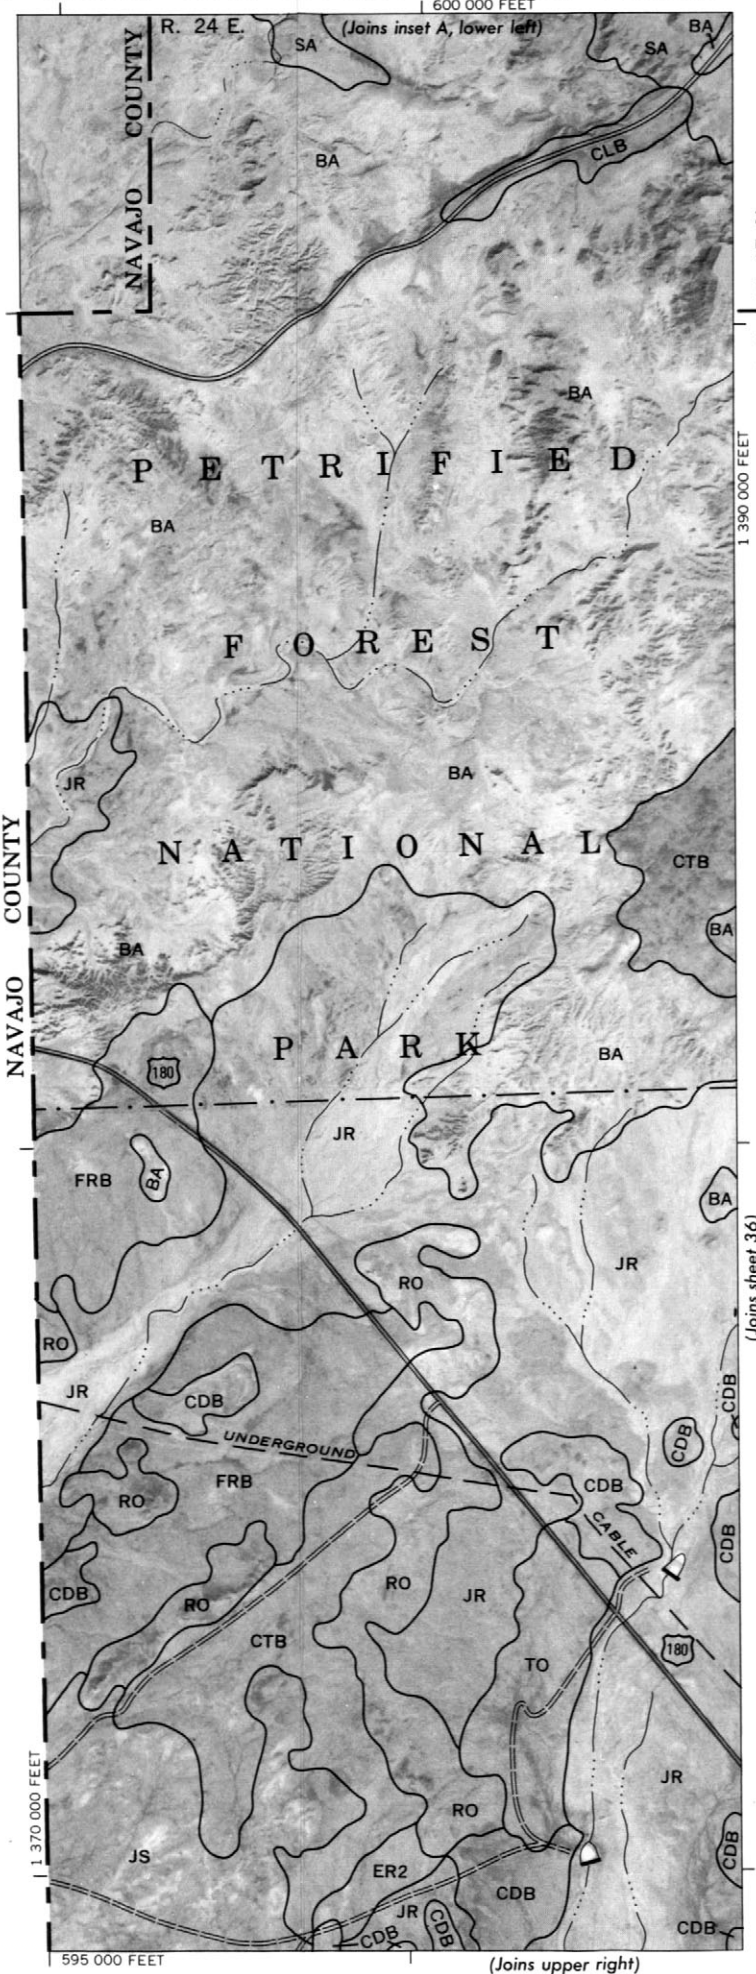 600 000 FEET
R. 24 E.
(Joins inset A, lower left)
BA
SA
SA
NAVAJO COUNTY
BA
CLB
BA
PETRIFIED
1 390 000 FEET
BA
FOREST
BA
JR
NATIONAL
CTB
BA
NAVAJO COUNTY
BA
PARK
BA
180
JR
FRB
BA
BA
JR
(Joins sheet 36)
RO
RO
JR
CDB
CDB
CDB
UNDERGROUND
FRB
CDB
RO
CABLE
CDB
CDB
RO
RO
JR
CTB
TO
180
1 370 000 FEET
JR
RO
JS
CDB
ER2
CDB
JR
CDB
CDB
CDB
595 000 FEET
(Joins upper right)